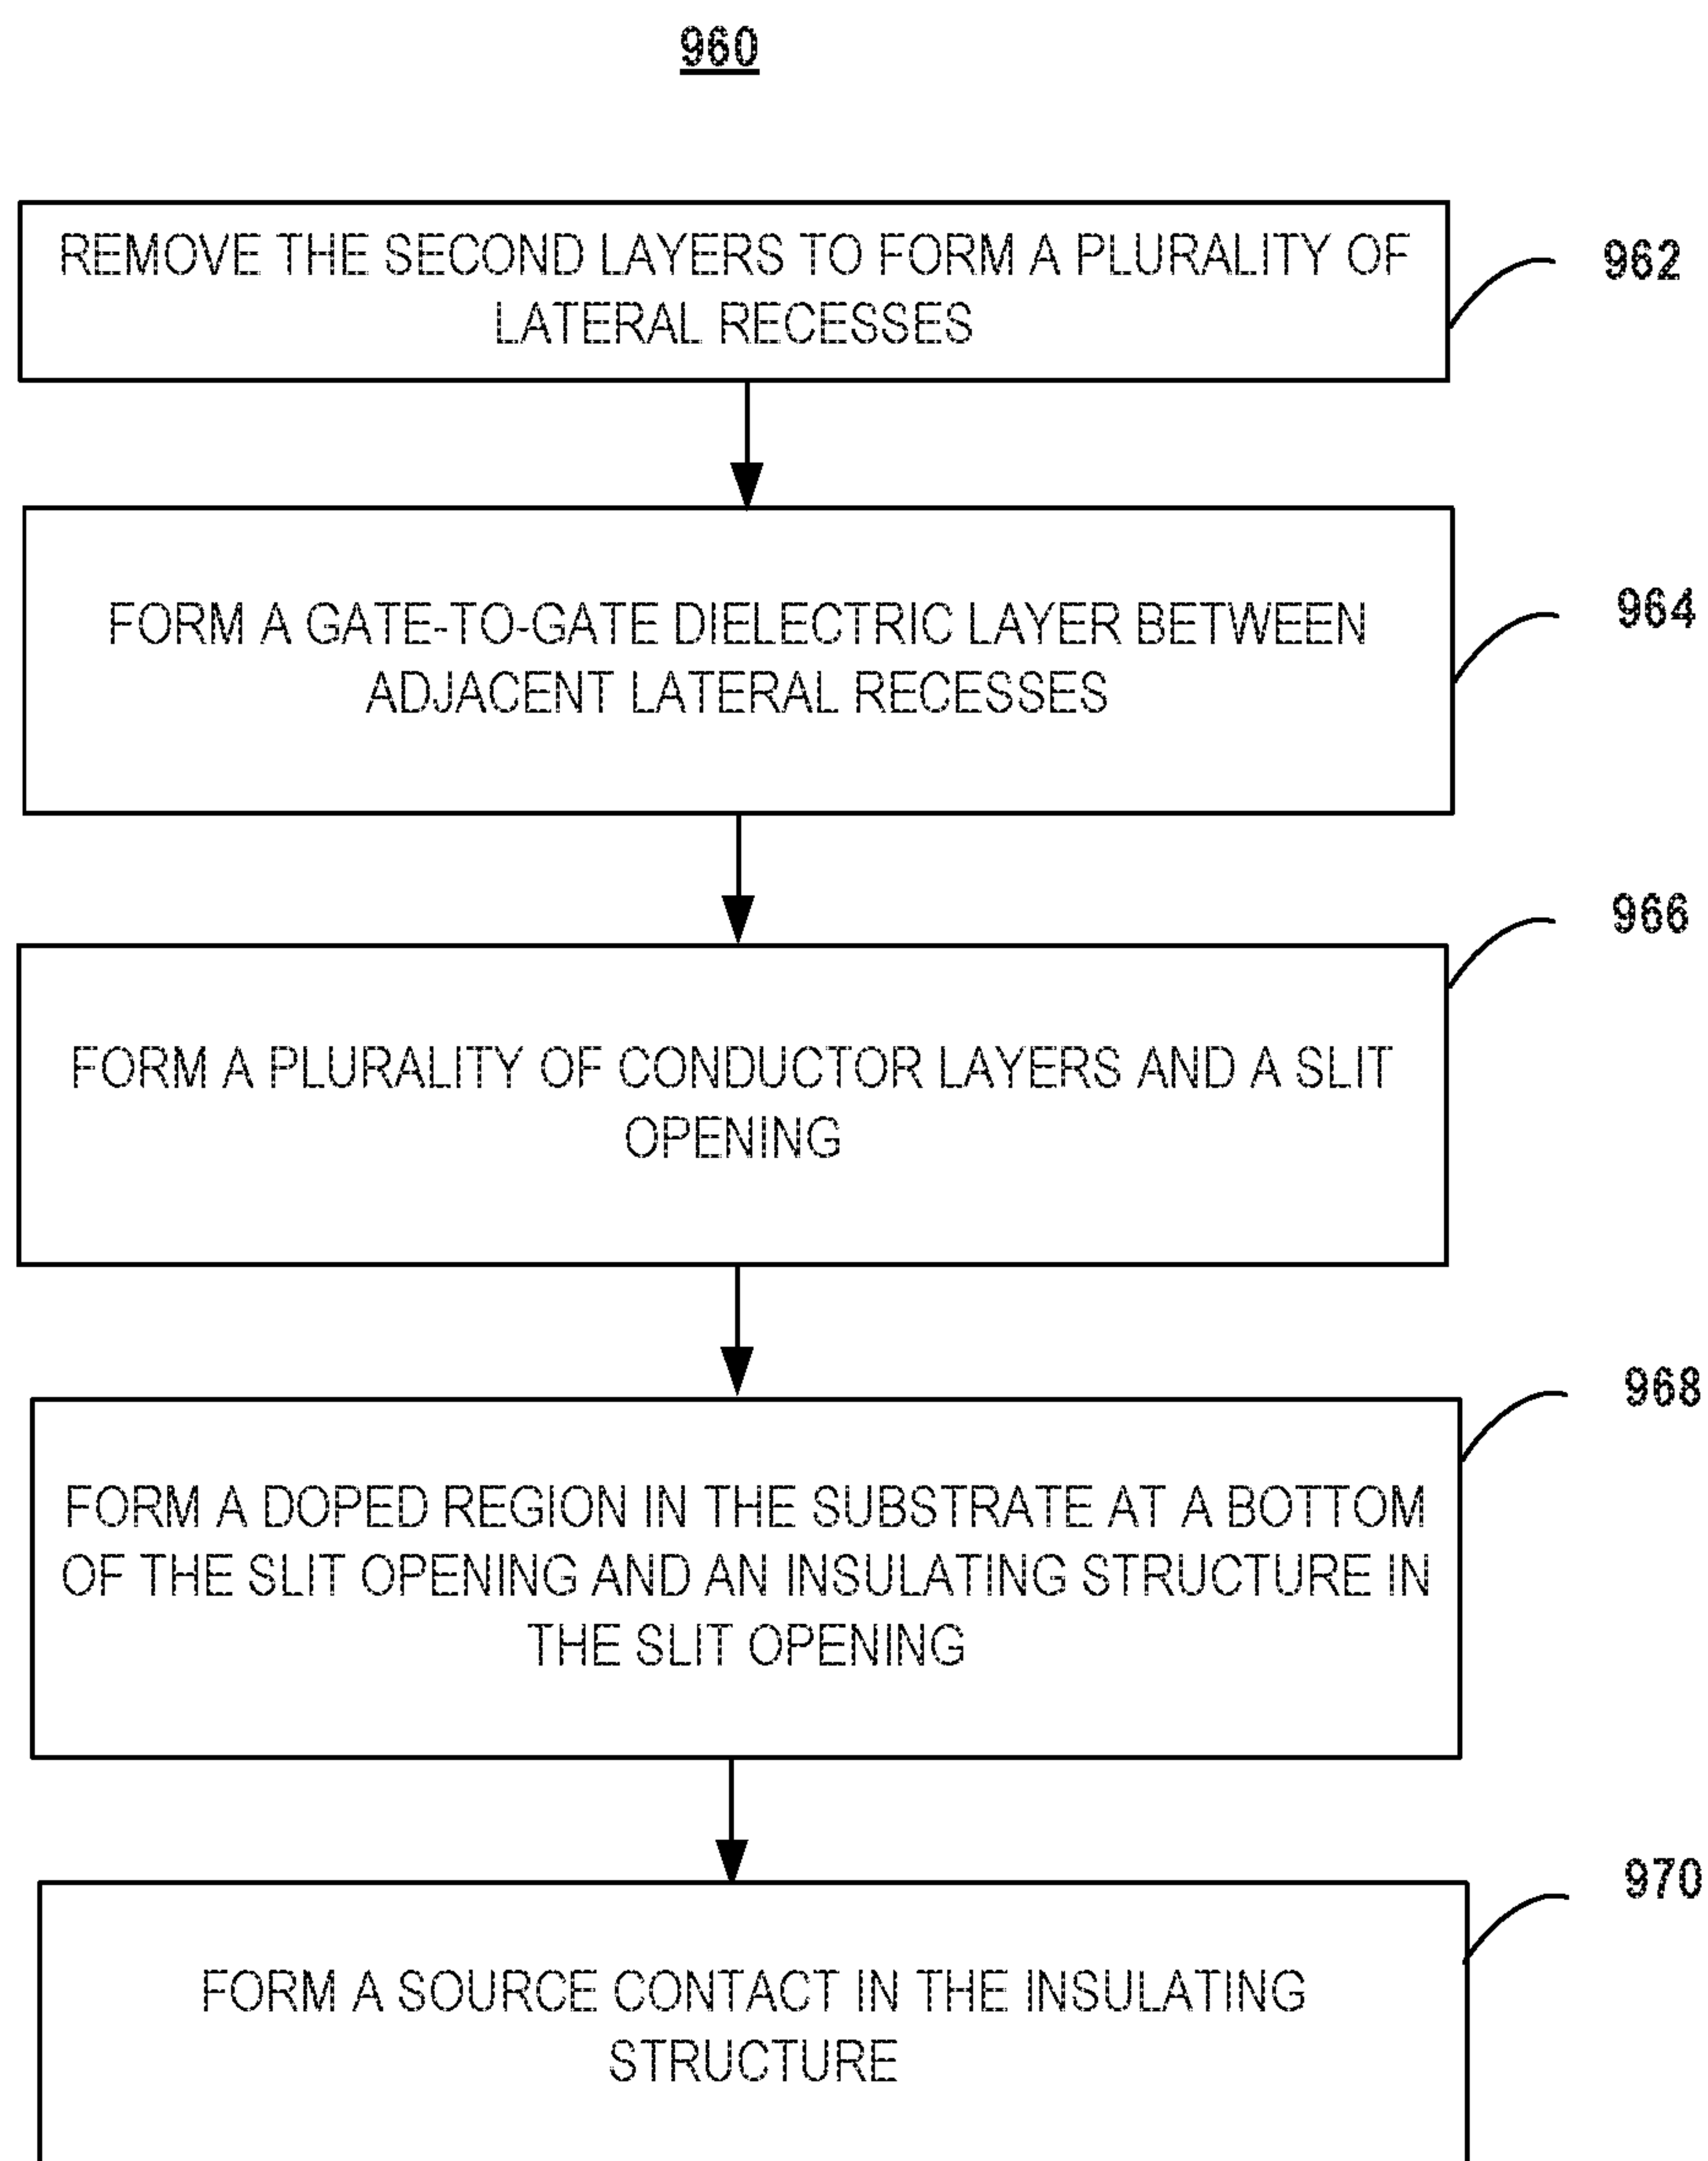 960
REMOVE THE SECOND LAYERS TO FORM A PLURALITY OF
LATERAL RECESSES
962
FORM A GATE-TO-GATE DIELECTRIC LAYER BETWEEN
ADJACENT LATERAL RECESSES
964
966
FORM A PLURALITY OF CONDUCTOR LAYERS AND A SLIT
OPENING
968
FORM A DOPED REGION IN THE SUBSTRATE AT A BOTTOM
OF THE SLIT OPENING AND AN INSULATING STRUCTURE IN
THE SLIT OPENING
970
FORM A SOURCE CONTACT IN THE INSULATING
STRUCTURE